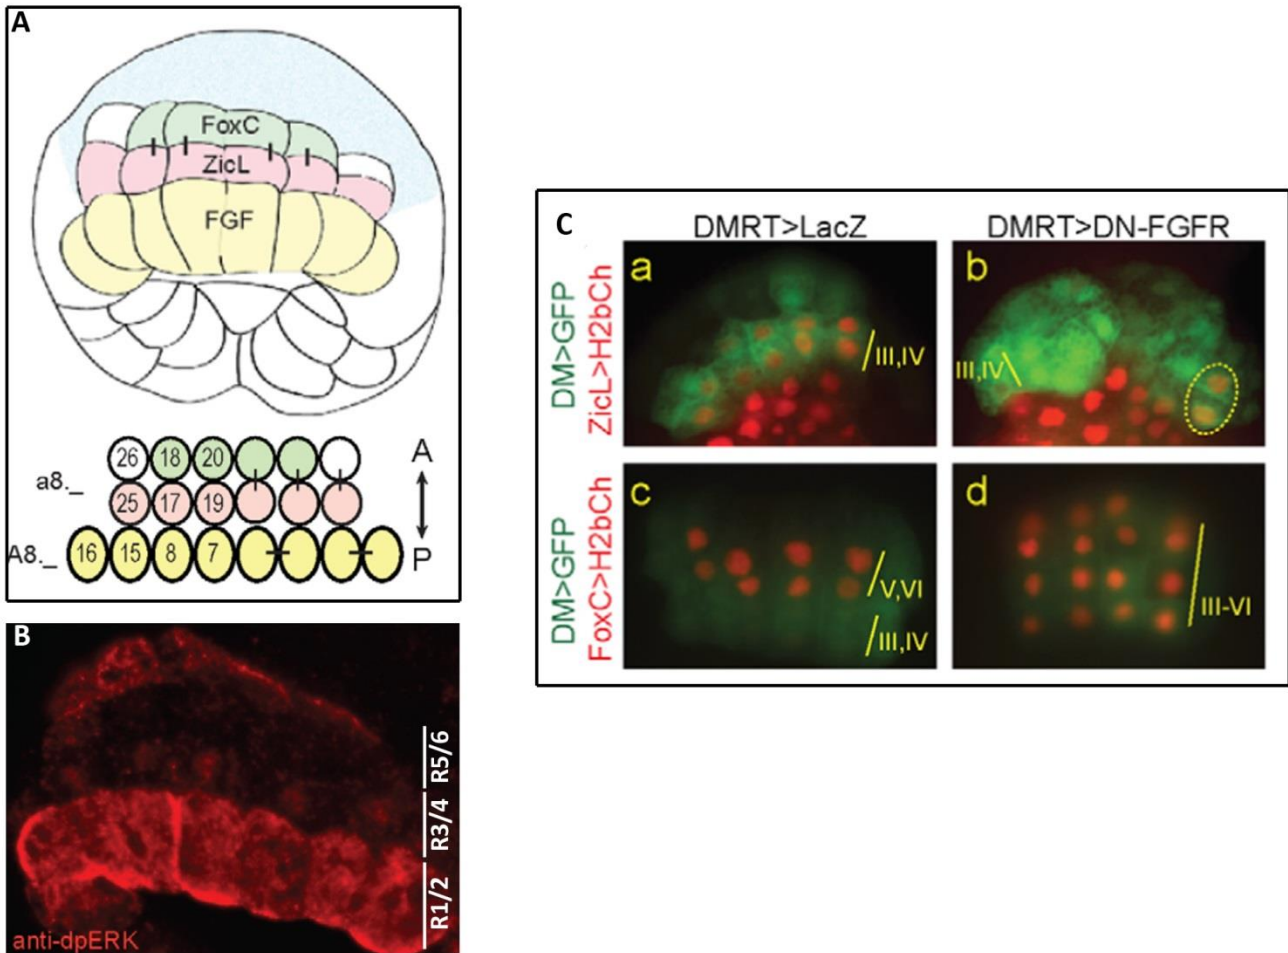 A
FoxC
ZicL
FGF
26 18 20
A
a8._
25 17 19
A8._
16 15 8 7
P
B
R5/6
R3/4
R1/2
anti-dpERK
C
DMRT>LacZ
DMRT>DN-FGFR
DM>GFP
ZicL>H2bCh
a
III,IV
b
III,IV
DM>GFP
FoxC>H2bCh
c
V,VI
III,IV
d
III-VI